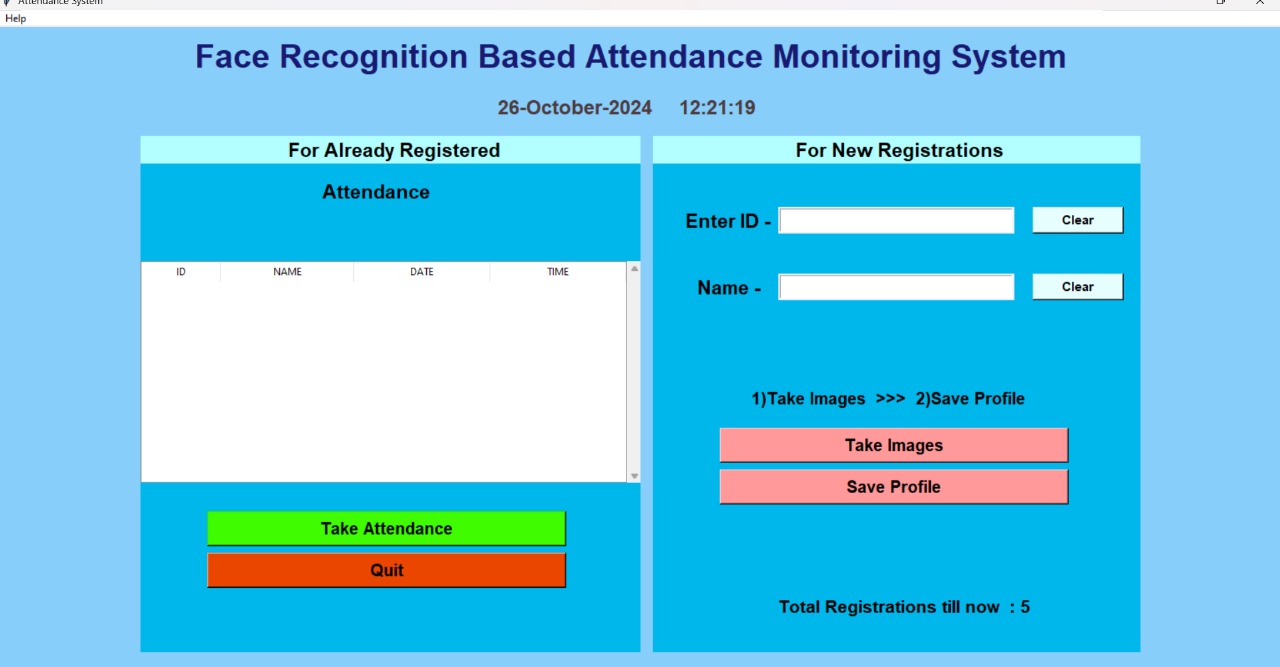 Attendance System
Help
Face Recognition Based Attendance Monitoring System
26-October-2024 12:21:19
For Already Registered
Attendance
ID NAME DATE TIME
Take Attendance
Quit
For New Registrations
Enter ID - Clear
Name - Clear
1)Take Images >>> 2)Save Profile
Take Images
Save Profile
Total Registrations till now : 5